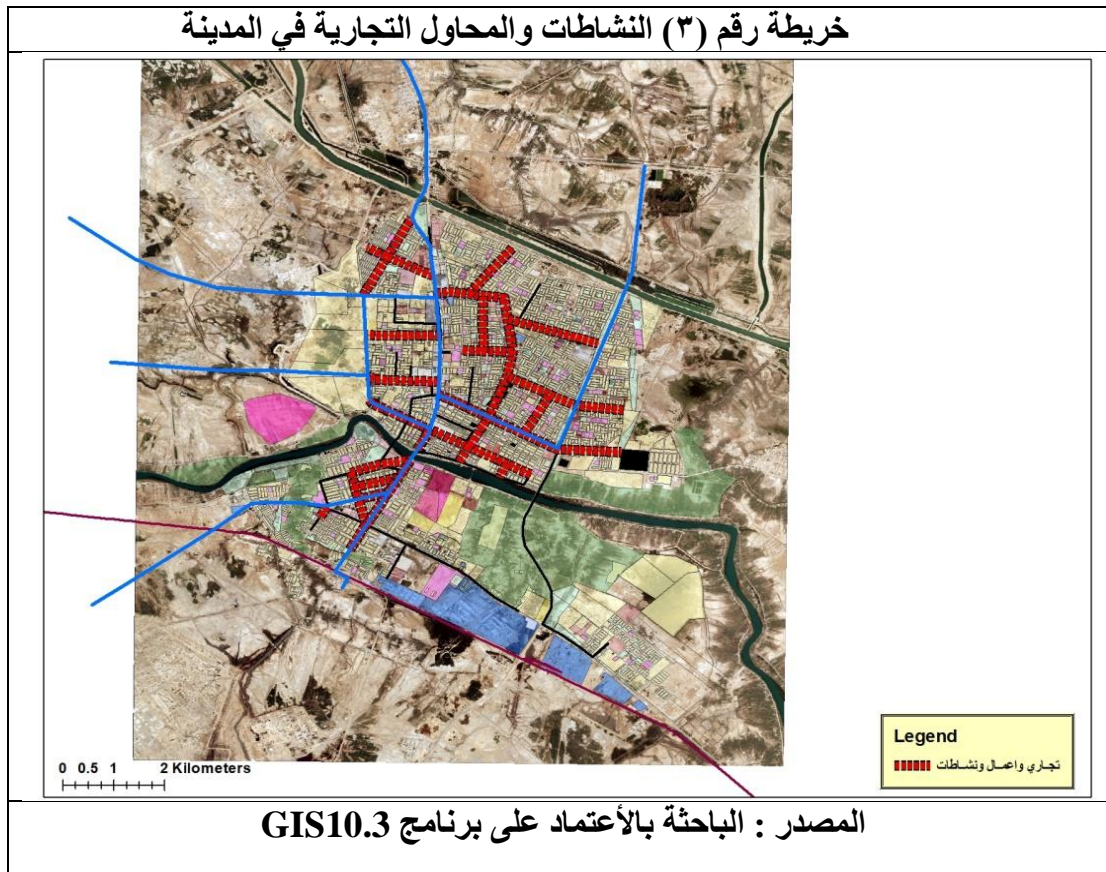 خريطة رقم (٣) النشاطات والمحاول التجارية في المدينة
Legend
تجاري واعمال ونشاطات
0 0.5 1 2 Kilometers
المصدر : الباحثة بالأعتماد على برنامج GIS10.3